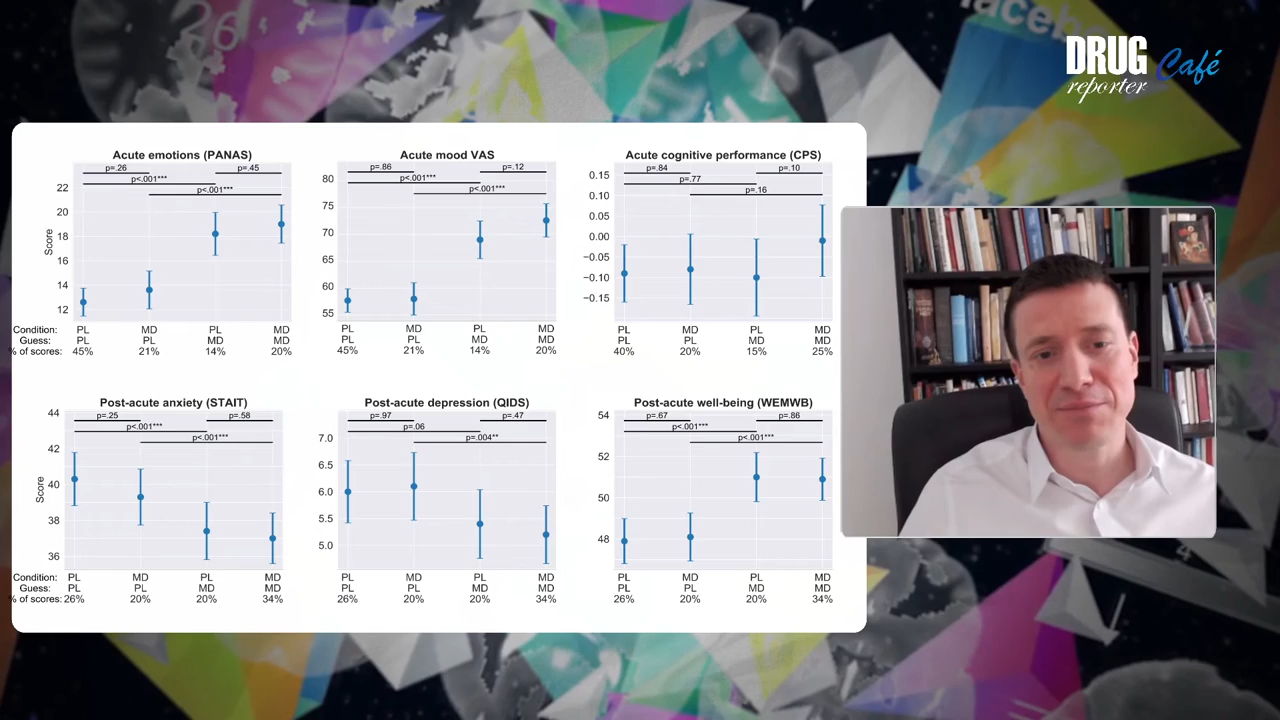 26
faceb
DRUG
reporter
Café
Acute emotions (PANAS)
p=.26
p=.45
p<.001***
p<.001***
22
20
18
16
14
12
Score
Condition: PL MD PL MD
Guess: PL PL MD MD
% of scores: 45% 21% 14% 20%
Acute mood VAS
p=.86
p=.12
p<.001***
p<.001***
80
75
70
65
60
55
PL MD PL MD
PL PL MD MD
45% 21% 14% 20%
Acute cognitive performance (CPS)
p=.84
p=.10
p=.77
p=.16
0.15
0.10
0.05
0.00
−0.05
−0.10
−0.15
PL MD PL MD
PL PL MD MD
40% 20% 15% 25%
Post-acute anxiety (STAIT)
p=.25
p=.58
p<.001***
p<.001***
44
42
40
38
36
Score
Condition: PL MD PL MD
Guess: PL PL MD MD
% of scores: 26% 20% 20% 34%
Post-acute depression (QIDS)
p=.97
p=.47
p=.06
p=.004**
7.0
6.5
6.0
5.5
5.0
PL MD PL MD
PL PL MD MD
26% 20% 20% 34%
Post-acute well-being (WEMWB)
p=.67
p=.86
p<.001***
p<.001***
54
52
50
48
PL MD PL MD
PL PL MD MD
26% 20% 20% 34%
4